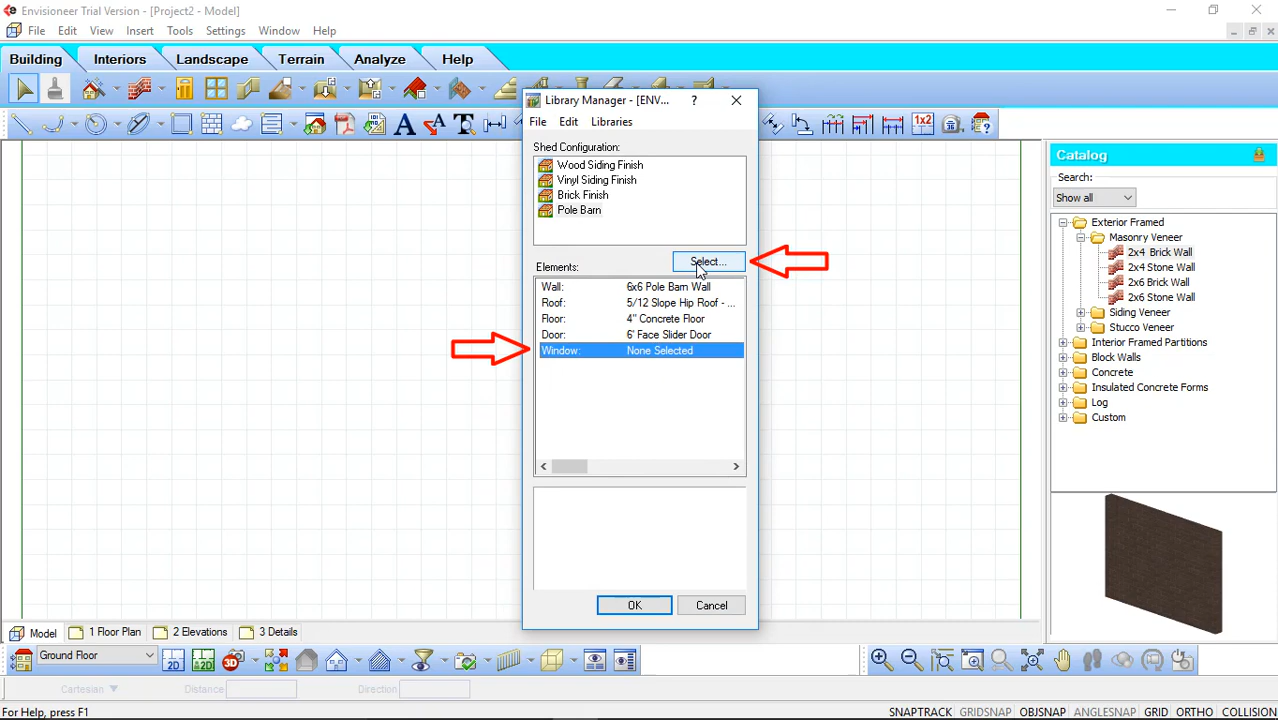 Envisioneer Trial Version - [Project2 - Model]
File Edit View Insert Tools Settings Window Help
Building Interiors Landscape Terrain Analyze Help
Library Manager - [ENV... ?
File Edit Libraries
Shed Configuration:
Wood Siding Finish
Vinyl Siding Finish
Brick Finish
Pole Barn
Select...
Elements:
Wall: 6x6 Pole Barn Wall
Roof: 5/12 Slope Hip Roof - ...
Floor: 4" Concrete Floor
Door: 6' Face Slider Door
Window: None Selected
OK Cancel
1x2
Catalog
Search:
Show all
Exterior Framed
Masonry Veneer
2x4 Brick Wall
2x4 Stone Wall
2x6 Brick Wall
2x6 Stone Wall
Siding Veneer
Stucco Veneer
Interior Framed Partitions
Block Walls
Concrete
Insulated Concrete Forms
Log
Custom
Model 1 Floor Plan 2 Elevations 3 Details
Ground Floor 2D 2D 3D
Cartesian Distance Direction
For Help, press F1 SNAPTRACK GRIDSNAP OBJSNAP ANGLESNAP GRID ORTHO COLLISION